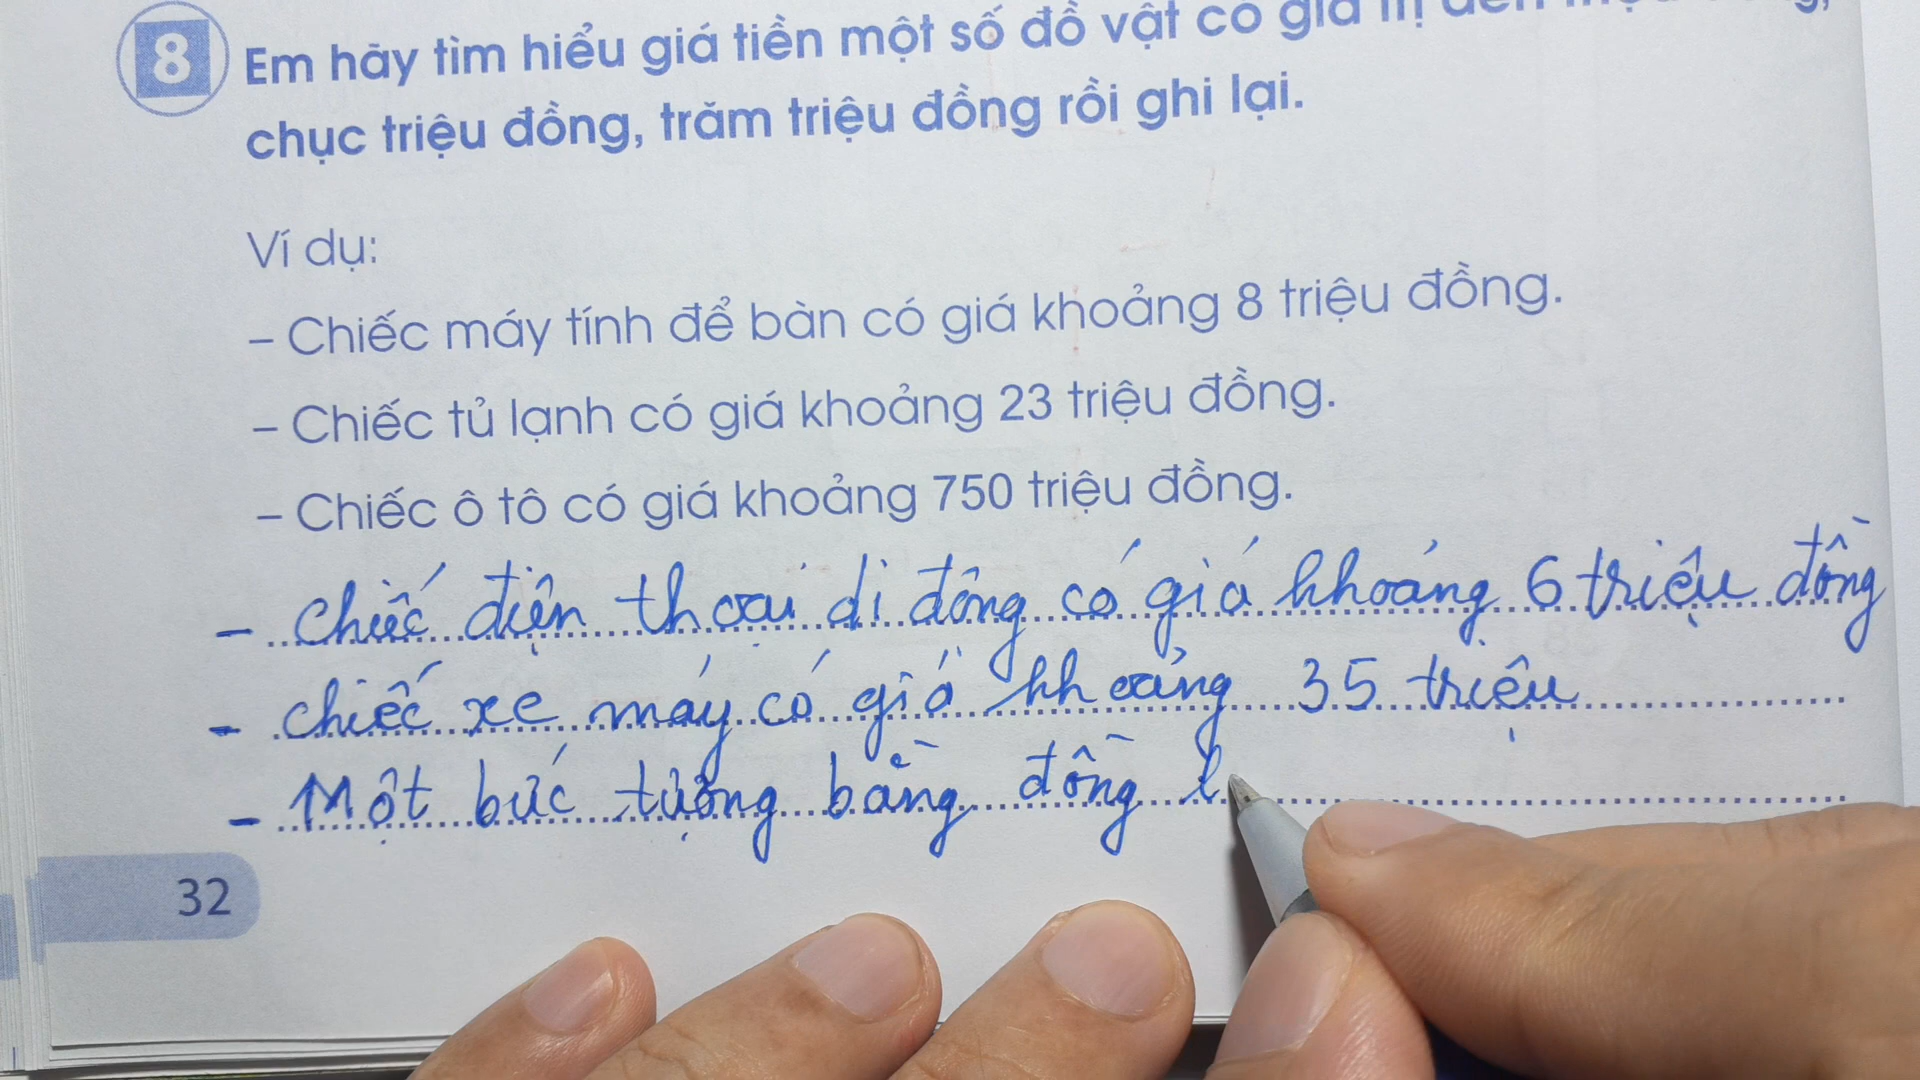 8 Em hãy tìm hiểu giá tiền một số đồ vật có giá trị đến
chục triệu đồng, trăm triệu đồng rồi ghi lại.
Ví dụ:
– Chiếc máy tính để bàn có giá khoảng 8 triệu đồng.
– Chiếc tủ lạnh có giá khoảng 23 triệu đồng.
– Chiếc ô tô có giá khoảng 750 triệu đồng.
- Chiếc điện thoại di động có giá khoảng 6 triệu đồng
- Chiếc xe máy có giá khoảng 35 triệu
- Một bức tượng bằng đồng
32